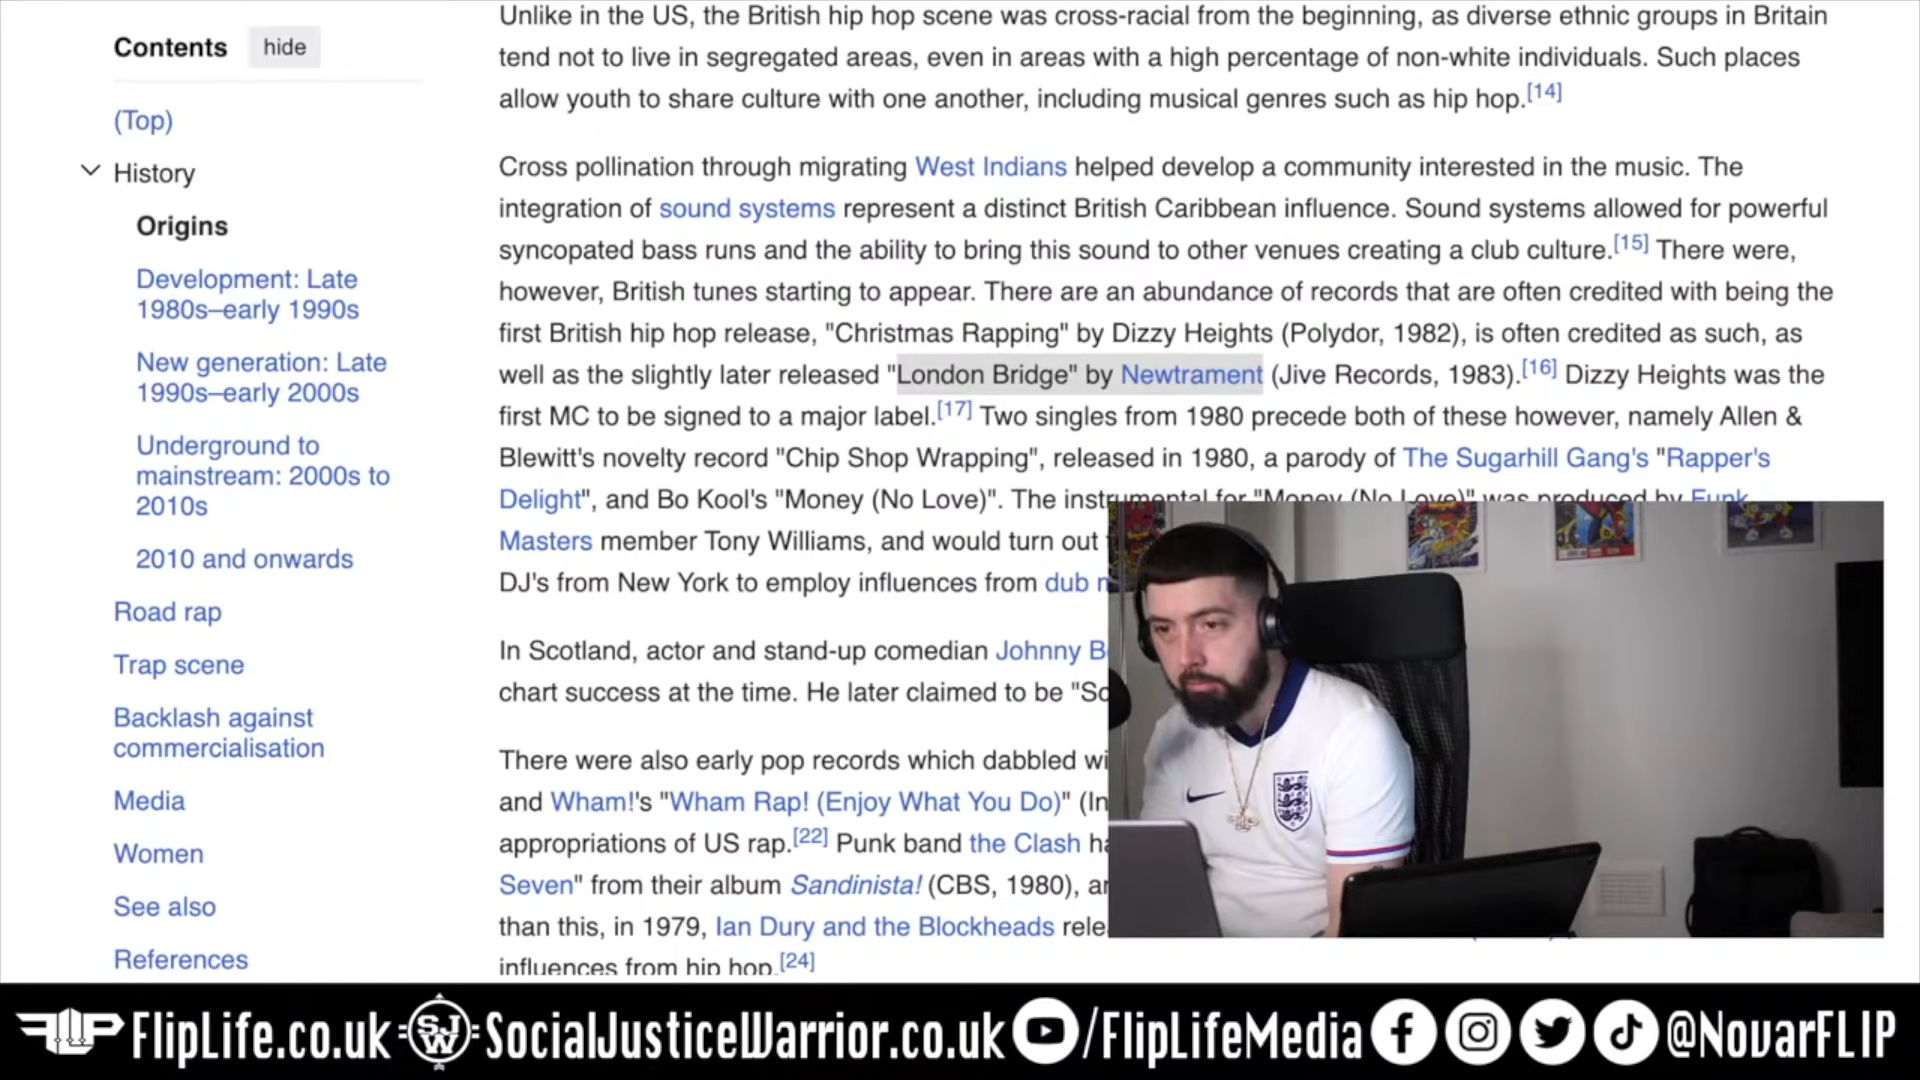 Contents hide
(Top)
History
Origins
Development: Late
1980s–early 1990s
New generation: Late
1990s–early 2000s
Underground to
mainstream: 2000s to
2010s
2010 and onwards
Road rap
Trap scene
Backlash against
commercialisation
Media
Women
See also
References
Unlike in the US, the British hip hop scene was cross-racial from the beginning, as diverse ethnic groups in Britain
tend not to live in segregated areas, even in areas with a high percentage of non-white individuals. Such places
allow youth to share culture with one another, including musical genres such as hip hop.[14]
Cross pollination through migrating West Indians helped develop a community interested in the music. The
integration of sound systems represent a distinct British Caribbean influence. Sound systems allowed for powerful
syncopated bass runs and the ability to bring this sound to other venues creating a club culture.[15] There were,
however, British tunes starting to appear. There are an abundance of records that are often credited with being the
first British hip hop release, "Christmas Rapping" by Dizzy Heights (Polydor, 1982), is often credited as such, as
well as the slightly later released "London Bridge" by Newtrament (Jive Records, 1983).[16] Dizzy Heights was the
first MC to be signed to a major label.[17] Two singles from 1980 precede both of these however, namely Allen &
Blewitt's novelty record "Chip Shop Wrapping", released in 1980, a parody of The Sugarhill Gang's "Rapper's
Delight", and Bo Kool's "Money (No Love)". The instrumental for "Money (No Love)" was produced by Funk
Masters member Tony Williams, and would turn out
DJ's from New York to employ influences from dub
In Scotland, actor and stand-up comedian Johnny
chart success at the time. He later claimed to be
There were also early pop records which dabbled
and Wham!'s "Wham Rap! (Enjoy What You Do)" (In
appropriations of US rap.[22] Punk band the Clash
Seven" from their album Sandinista! (CBS, 1980),
than this, in 1979, Ian Dury and the Blockheads
influences from hip hop.[24]
FLIP FlipLife.co.uk SJW SocialJusticeWarrior.co.uk /FlipLifeMedia @NovarFLIP